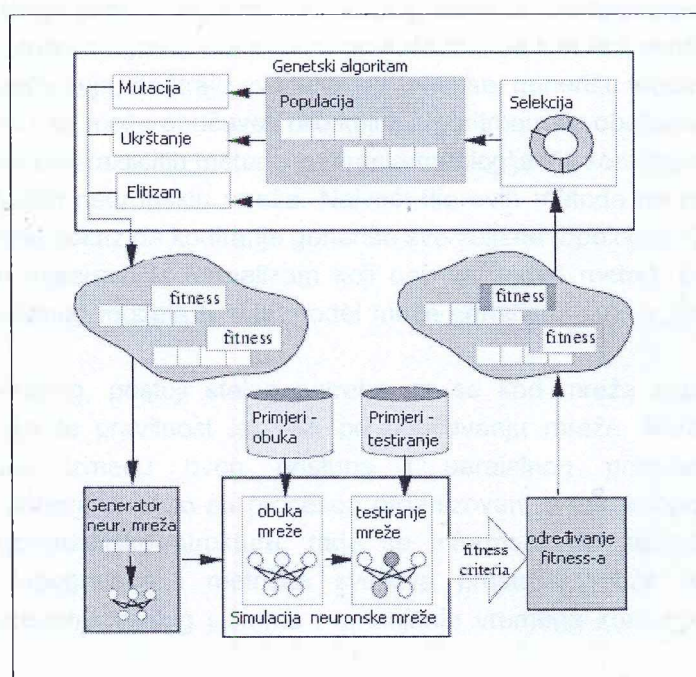 Genetski algoritam
Mutacija
Populacija
Selekcija
Ukrštanje
Elitizam
fitness
fitness
fitness
fitness
Primjeri -
obuka
Primjeri -
testiranje
Generator
neur. mreža
obuka
mreže
testiranje
mreže
fitness
criteria
određivanje
fitness-a
Simulacija neuronske mreže